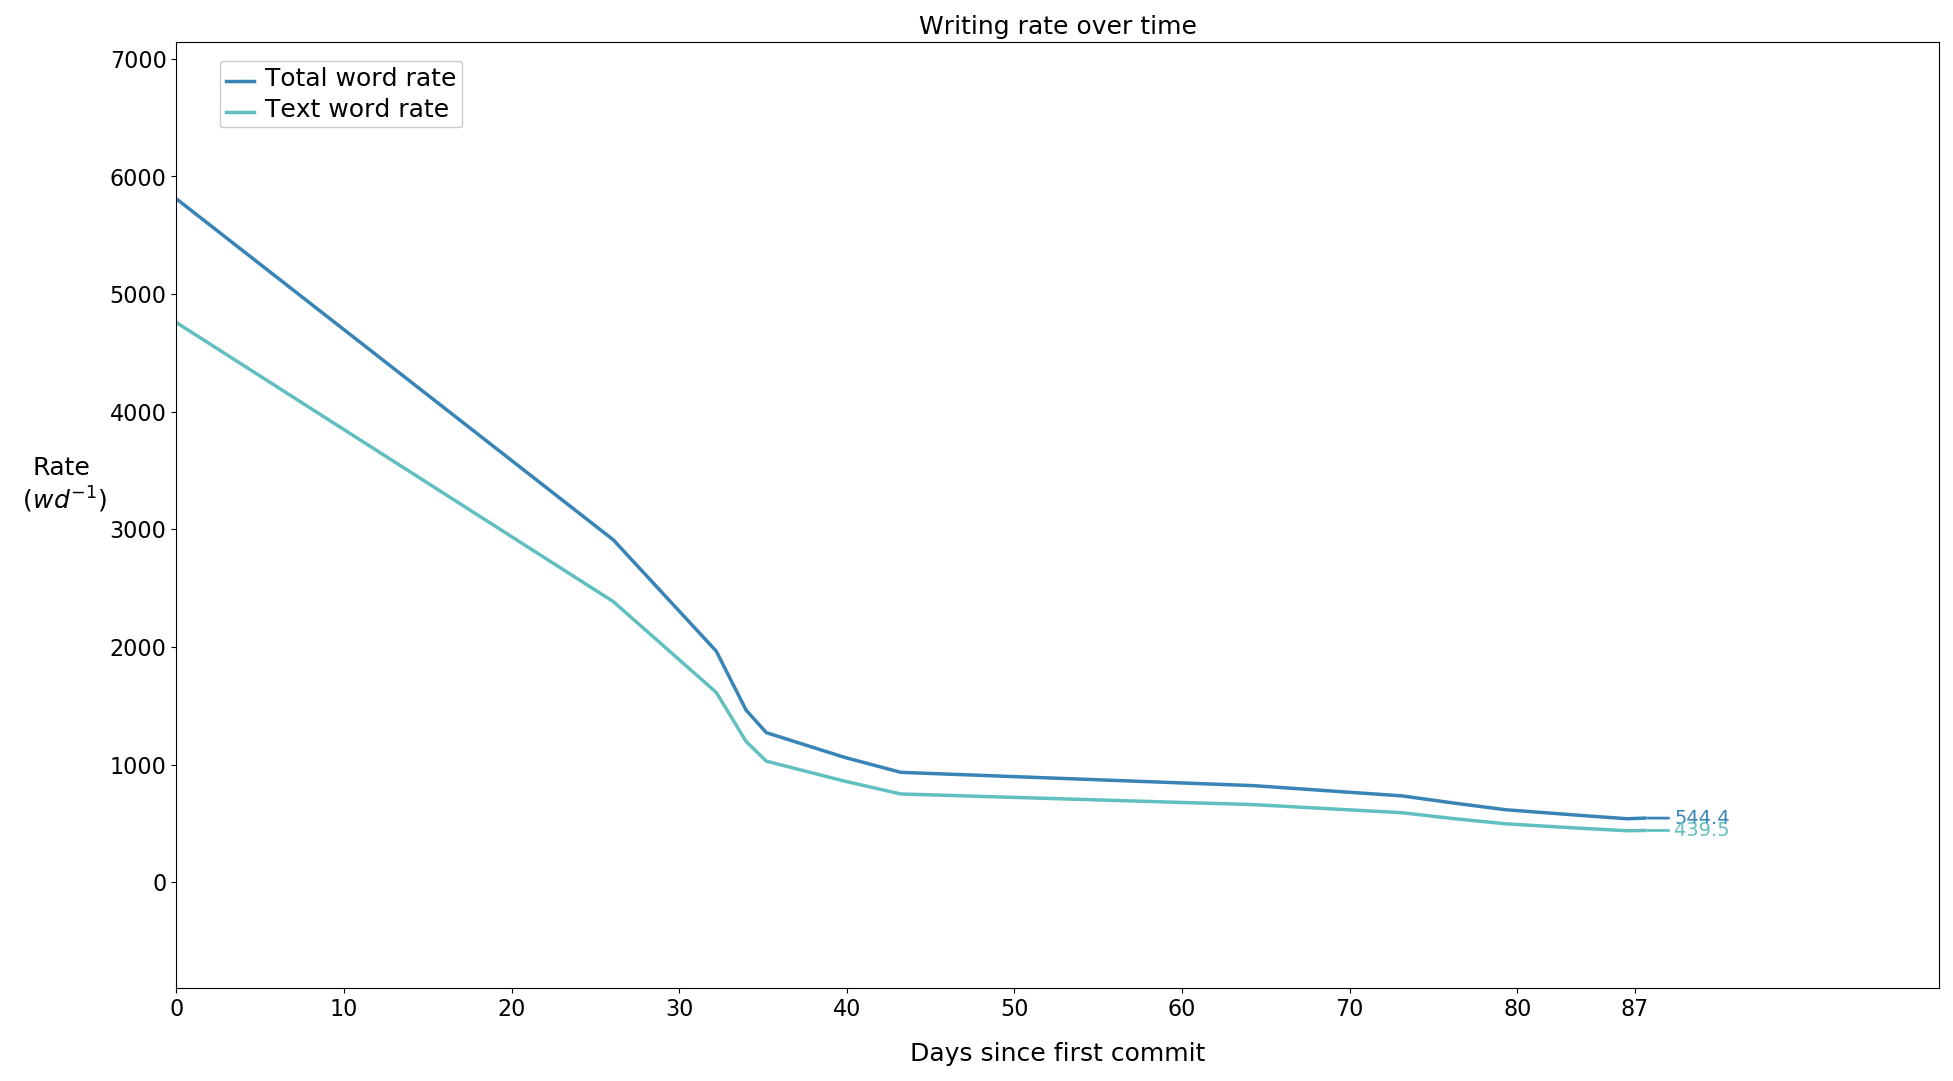 Writing rate over time
Total word rate
Text word rate
7000
6000
5000
4000
3000
2000
1000
0
Rate
(wd⁻¹)
544.4
439.5
0 10 20 30 40 50 60 70 80 87
Days since first commit